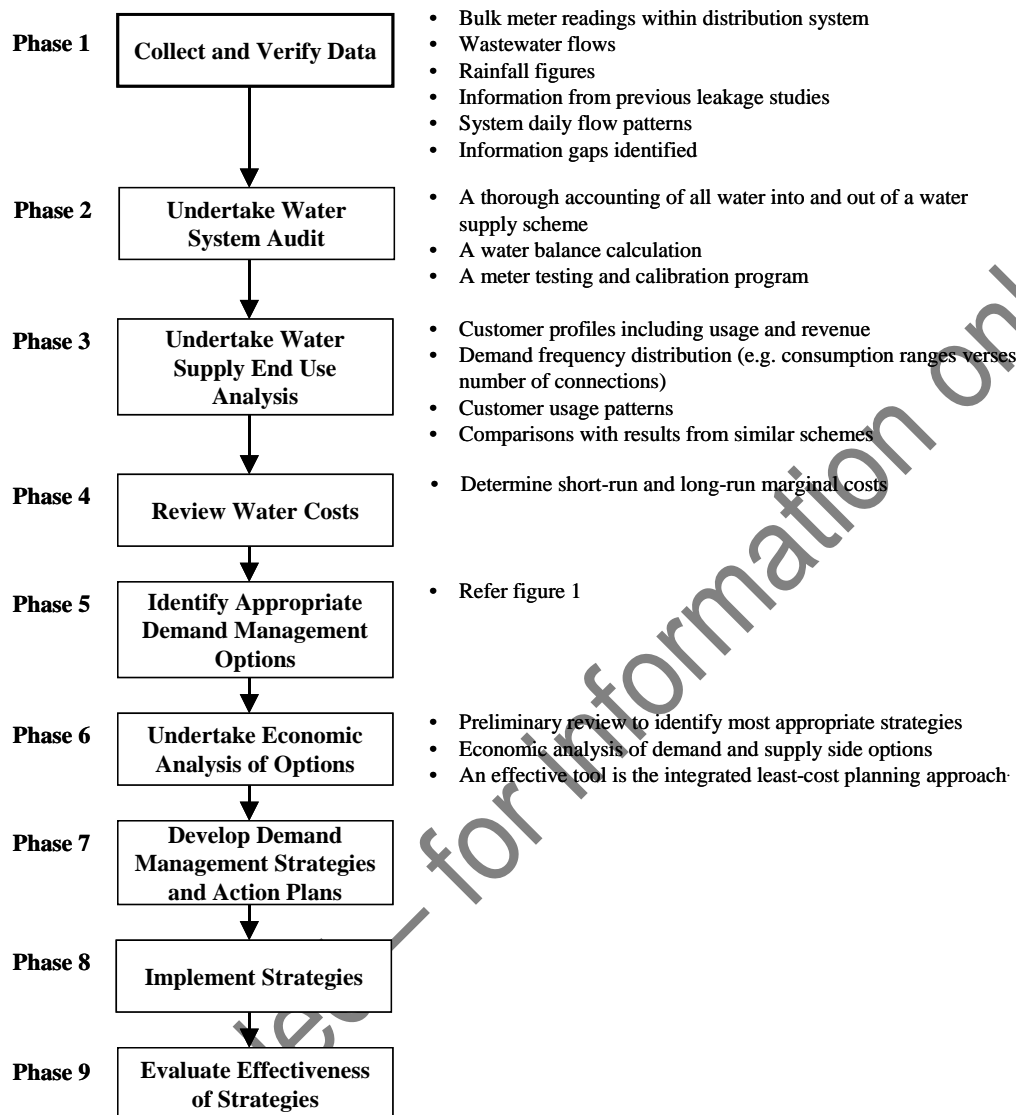 Phase 1
Collect and Verify Data
• Bulk meter readings within distribution system
• Wastewater flows
• Rainfall figures
• Information from previous leakage studies
• System daily flow patterns
• Information gaps identified
Phase 2
Undertake Water
System Audit
• A thorough accounting of all water into and out of a water
supply scheme
• A water balance calculation
• A meter testing and calibration program
Phase 3
Undertake Water
Supply End Use
Analysis
• Customer profiles including usage and revenue
• Demand frequency distribution (e.g. consumption ranges verses
number of connections)
• Customer usage patterns
• Comparisons with results from similar schemes
Phase 4
Review Water Costs
• Determine short-run and long-run marginal costs
Phase 5
Identify Appropriate
Demand Management
Options
• Refer figure 1
Phase 6
Undertake Economic
Analysis of Options
• Preliminary review to identify most appropriate strategies
• Economic analysis of demand and supply side options
• An effective tool is the integrated least-cost planning approach
Phase 7
Develop Demand
Management Strategies
and Action Plans
Phase 8
Implement Strategies
Phase 9
Evaluate Effectiveness
of Strategies
– for information